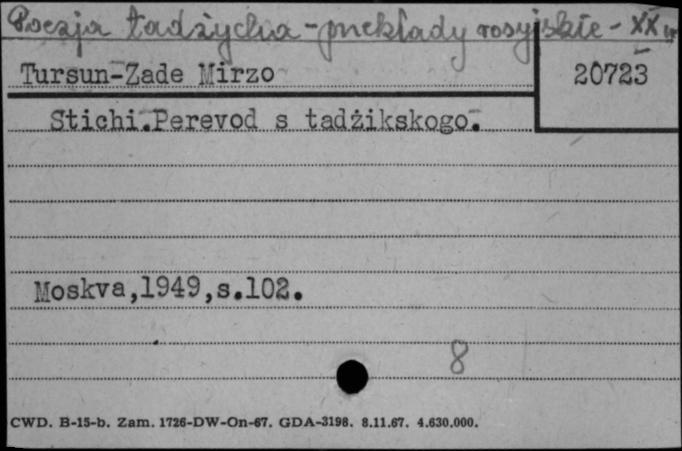 Poezja tadżycka - przekłady rosyjskie - XX w
Tursun-Zade Mirzo
20723
Stichi.Perevod s tadżikskogo.
Moskva,1949,s.102.
8
CWD. B-15-b. Zam. 1726-DW-On-67. GDA-3198. 8.11.67. 4.630.000.